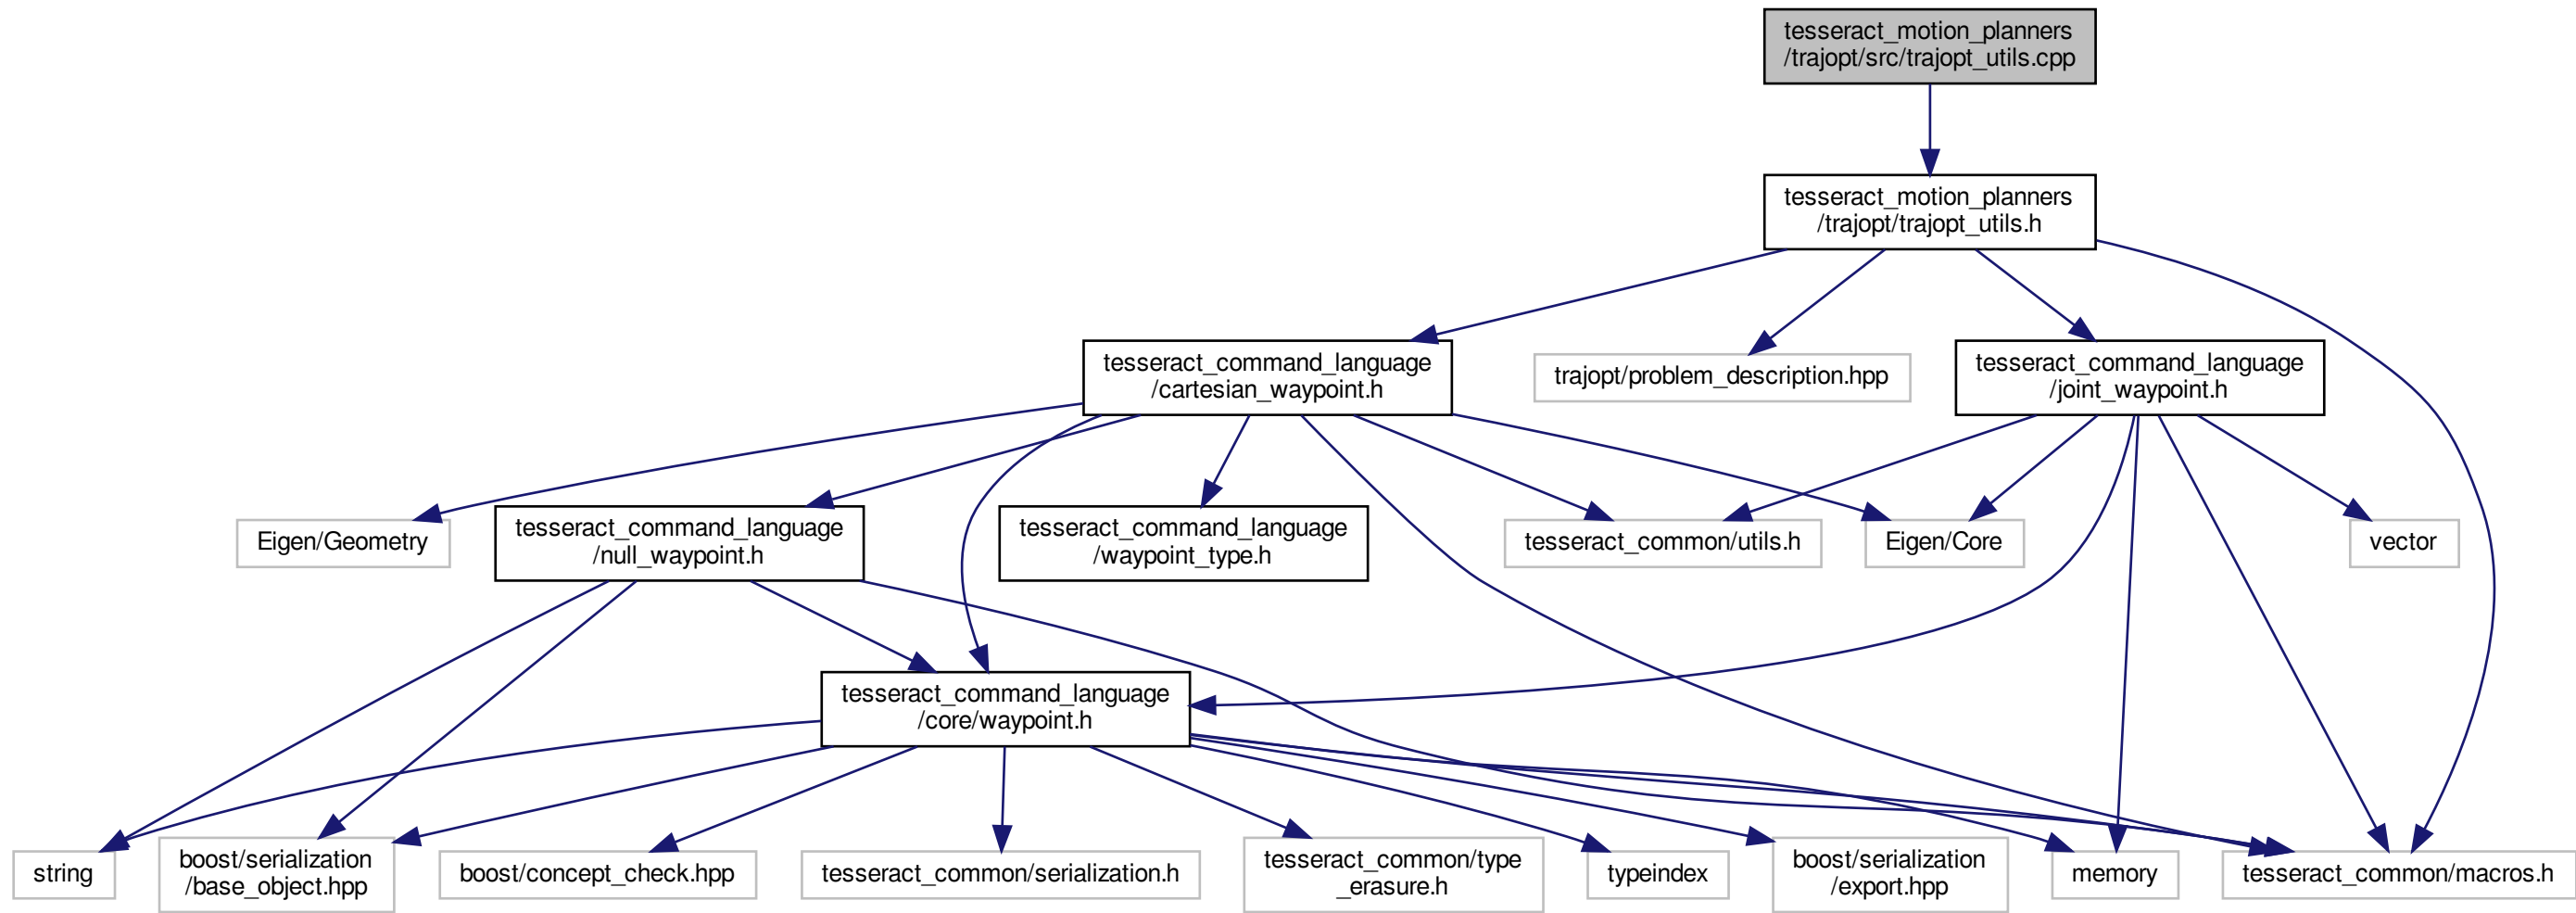 tesseract_motion_planners
/trajopt/src/trajopt_utils.cpp
tesseract_motion_planners
/trajopt/trajopt_utils.h
tesseract_command_language
/cartesian_waypoint.h
trajopt/problem_description.hpp
tesseract_command_language
/joint_waypoint.h
Eigen/Geometry
tesseract_command_language
/null_waypoint.h
tesseract_command_language
/waypoint_type.h
tesseract_common/utils.h
Eigen/Core
vector
tesseract_command_language
/core/waypoint.h
string
boost/serialization
/base_object.hpp
boost/concept_check.hpp
tesseract_common/serialization.h
tesseract_common/type
_erasure.h
typeindex
boost/serialization
/export.hpp
memory
tesseract_common/macros.h